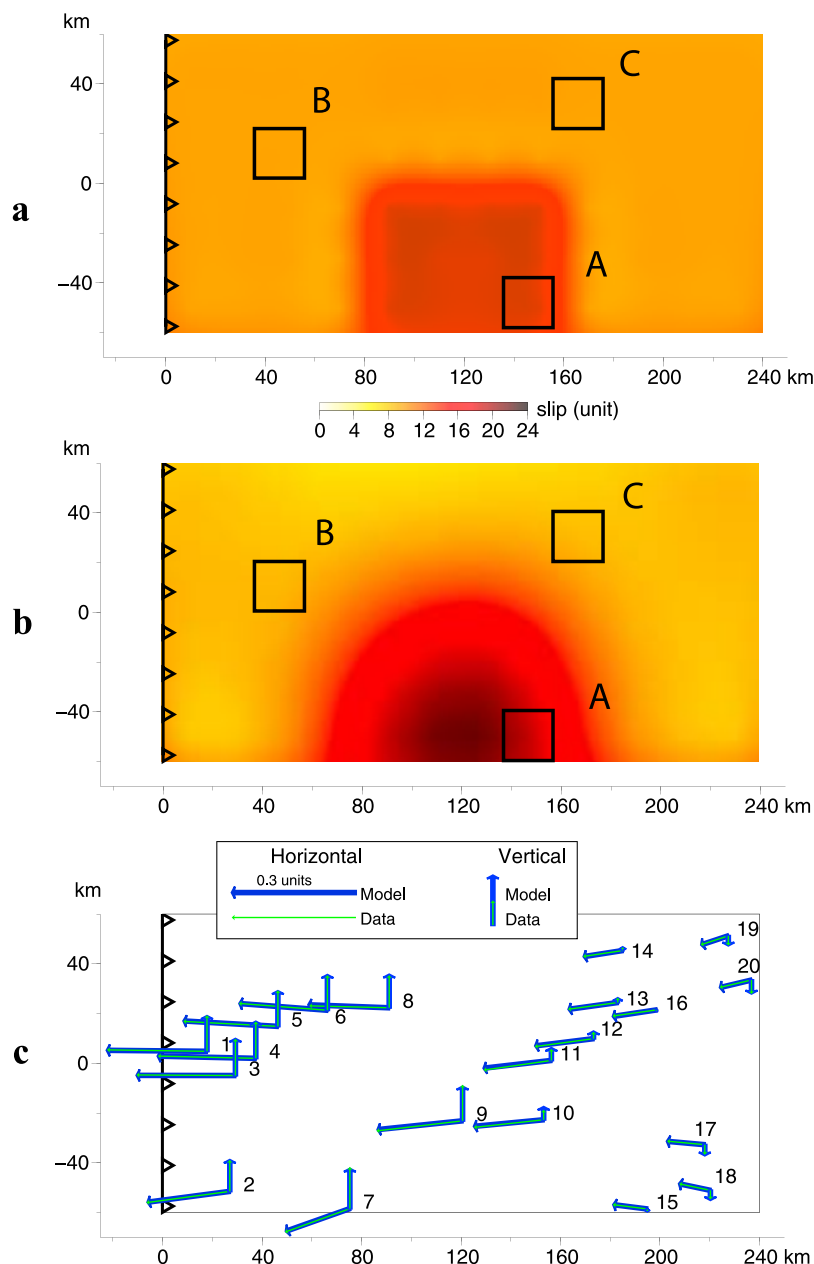 km
40
0
−40
a
B
C
A
0 40 80 120 160 200 240 km
0 4 8 12 16 20 24 slip (unit)
km
40
0
−40
b
B
C
A
0 40 80 120 160 200 240 km
Horizontal Vertical
0.3 units
Model Model
Data Data
km
40
0
−40
c
19
14
20
13 16
8
5 6
12
1
4
11
3
9 10
17
2
7
18
15
0 40 80 120 160 200 240 km